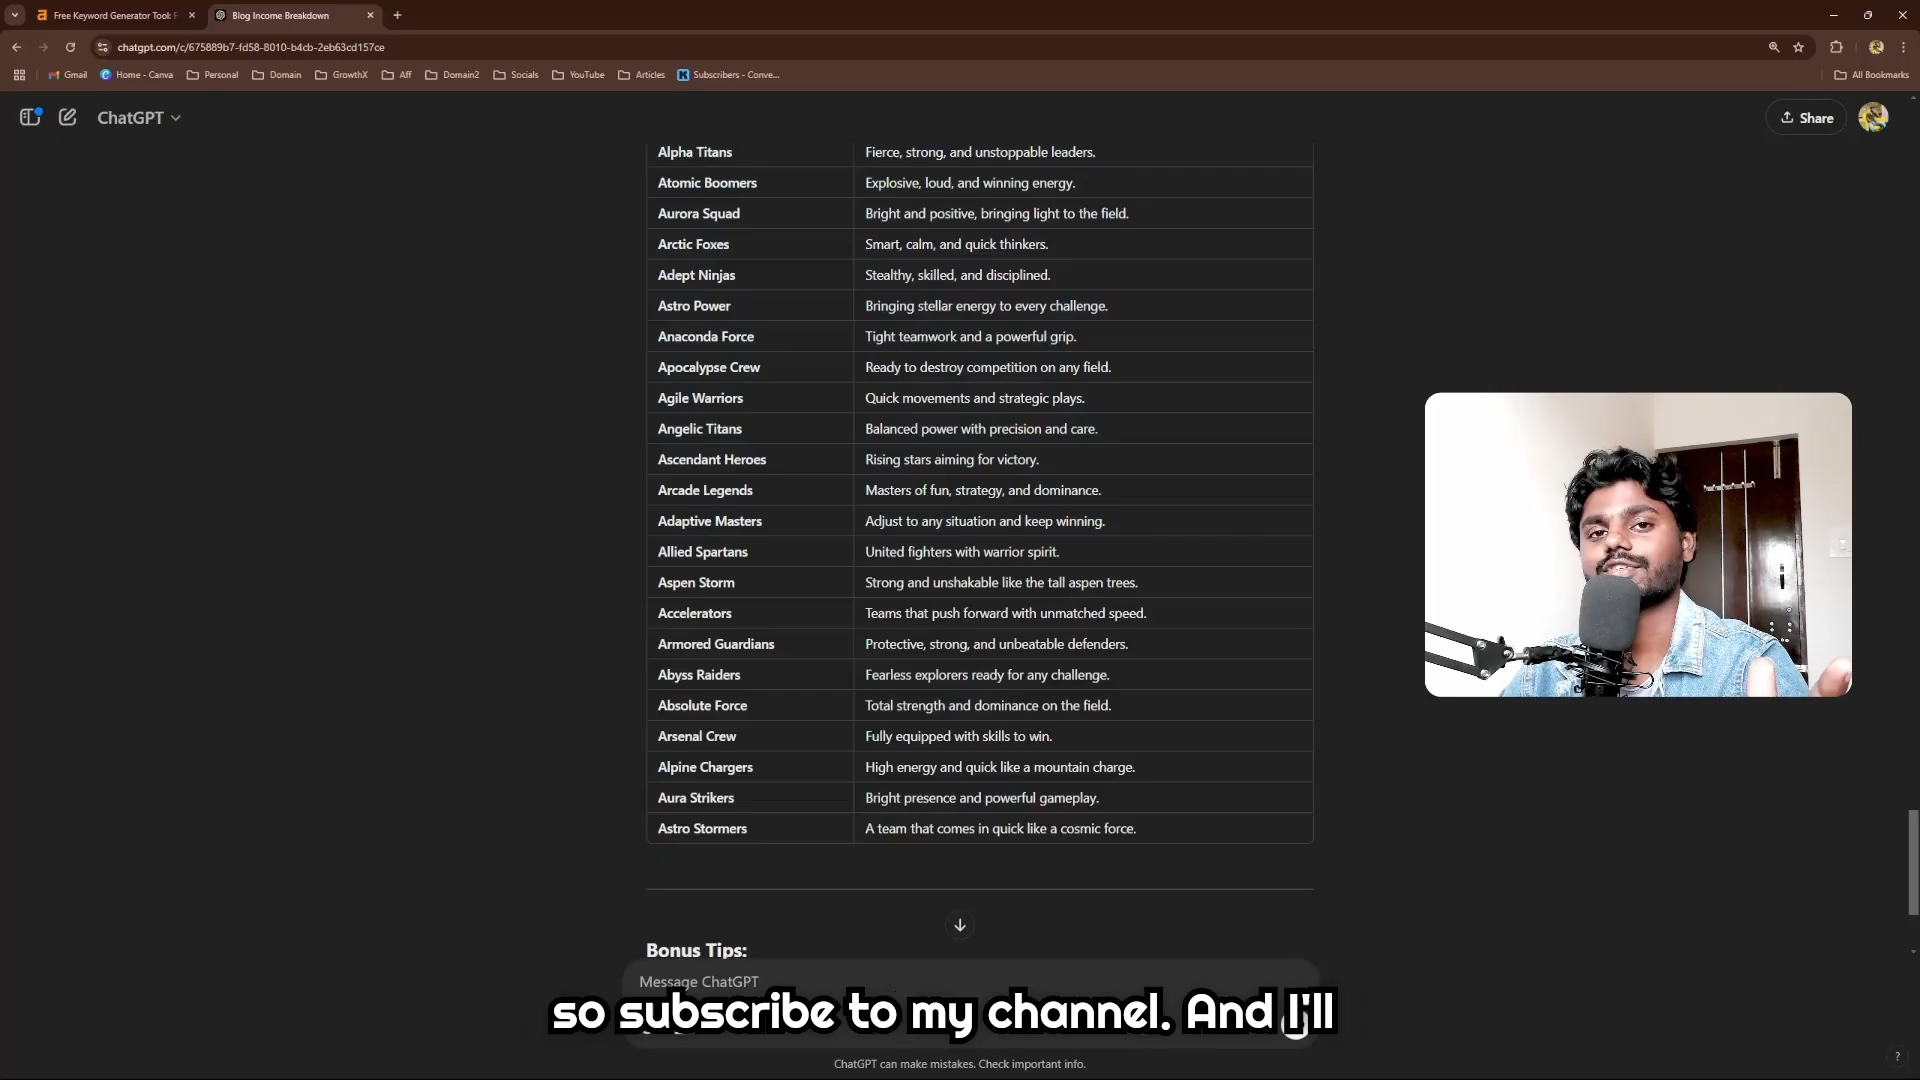 Free Keyword Generator Tool: F
Blog Income Breakdown
chatgpt.com/c/675889b7-fd58-8010-b4cb-2eb63cd157ce
Gmail
Home - Canva
Personal
Domain
GrowthX
Aff
Domain2
Socials
YouTube
Articles
Subscribers - Conve...
All Bookmarks
ChatGPT
Share
Alpha Titans Fierce, strong, and unstoppable leaders.
Atomic Boomers Explosive, loud, and winning energy.
Aurora Squad Bright and positive, bringing light to the field.
Arctic Foxes Smart, calm, and quick thinkers.
Adept Ninjas Stealthy, skilled, and disciplined.
Astro Power Bringing stellar energy to every challenge.
Anaconda Force Tight teamwork and a powerful grip.
Apocalypse Crew Ready to destroy competition on any field.
Agile Warriors Quick movements and strategic plays.
Angelic Titans Balanced power with precision and care.
Ascendant Heroes Rising stars aiming for victory.
Arcade Legends Masters of fun, strategy, and dominance.
Adaptive Masters Adjust to any situation and keep winning.
Allied Spartans United fighters with warrior spirit.
Aspen Storm Strong and unshakable like the tall aspen trees.
Accelerators Teams that push forward with unmatched speed.
Armored Guardians Protective, strong, and unbeatable defenders.
Abyss Raiders Fearless explorers ready for any challenge.
Absolute Force Total strength and dominance on the field.
Arsenal Crew Fully equipped with skills to win.
Alpine Chargers High energy and quick like a mountain charge.
Aura Strikers Bright presence and powerful gameplay.
Astro Stormers A team that comes in quick like a cosmic force.
Bonus Tips:
Message ChatGPT
so subscribe to my channel. And I'll
ChatGPT can make mistakes. Check important info.
?